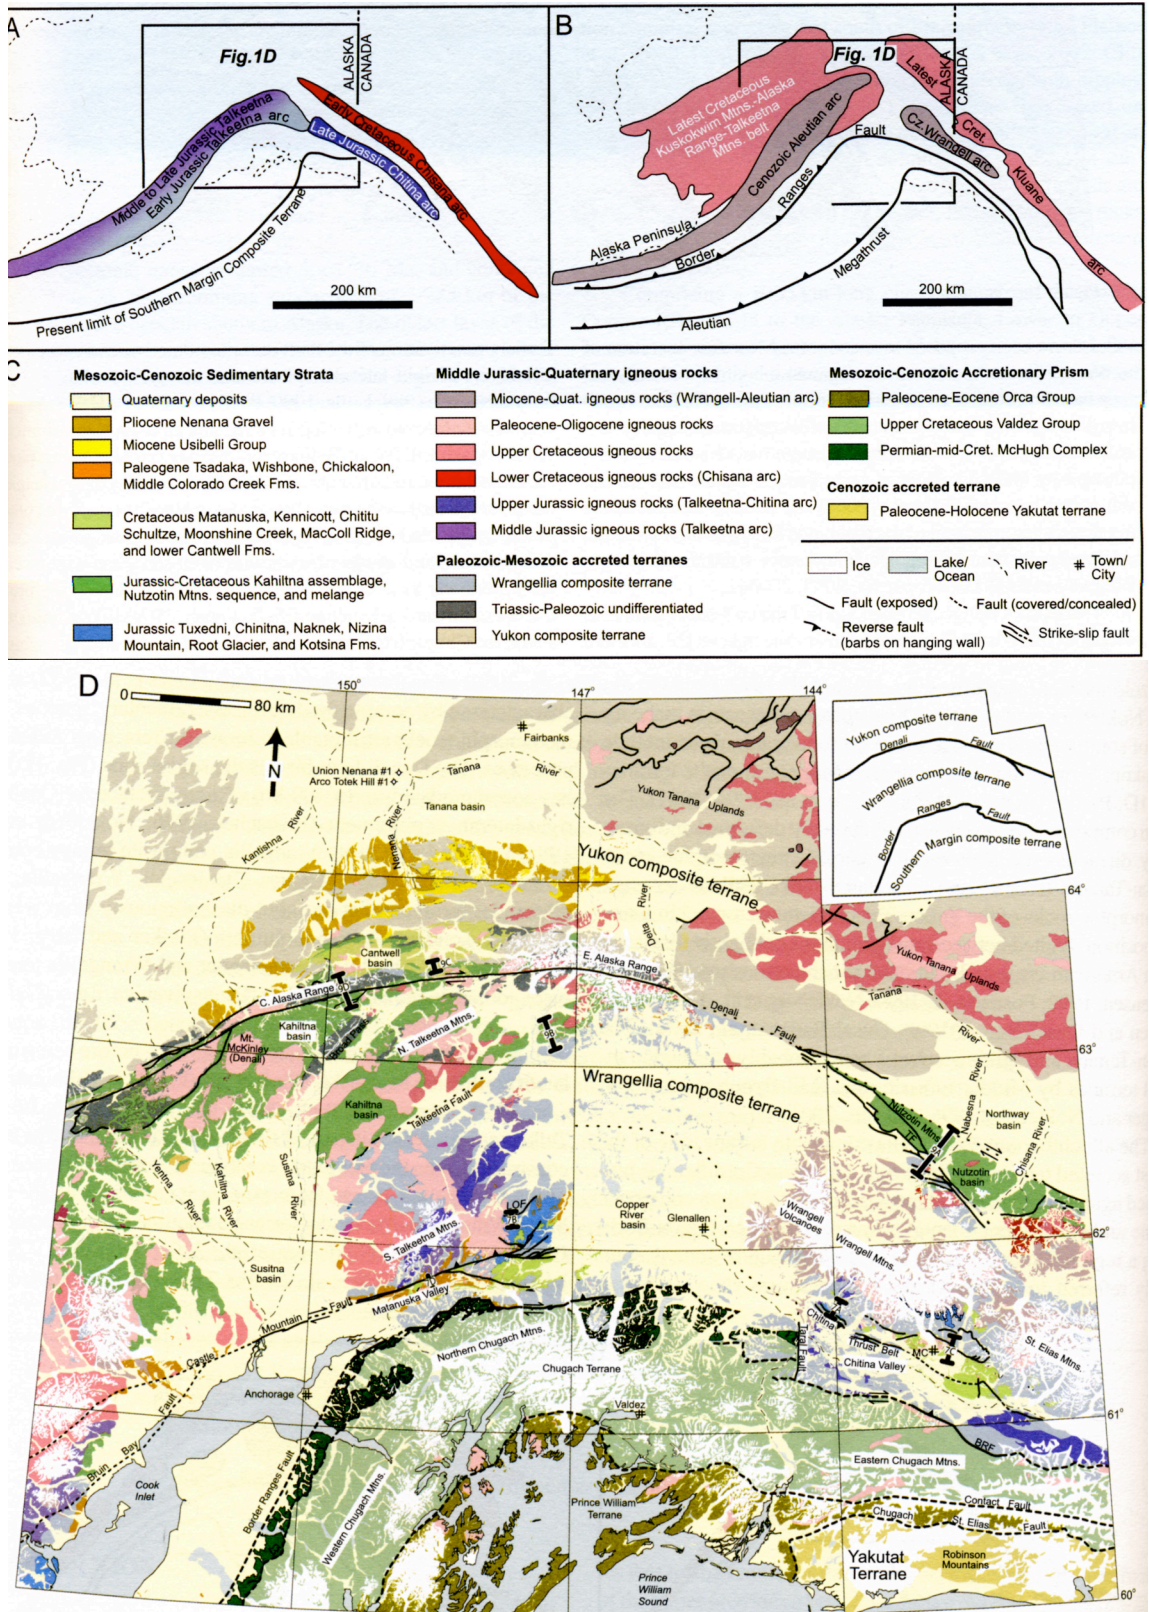 A
Fig.1D
ALASKA
CANADA
Middle to Late Jurassic Talkeetna
Early Jurassic Talkeetna arc
Early Cretaceous Chisana arc
Late Jurassic Chitina arc
Present limit of Southern Margin Composite Terrane
200 km
B
Fig.1D
ALASKA
CANADA
Latest Cretaceous
Kuskokwim Mtns.-Alaska
Range-Talkeetna
Mtns. belt
Cenozoic Aleutian arc
Latest
Cret.
Kluane
arc
Cz.Wrangell arc
Fault
Ranges
Border
Alaska Peninsula
Megathrust
Aleutian
200 km
C
Mesozoic-Cenozoic Sedimentary Strata
Quaternary deposits
Pliocene Nenana Gravel
Miocene Usibelli Group
Paleogene Tsadaka, Wishbone, Chickaloon,
Middle Colorado Creek Fms.
Cretaceous Matanuska, Kennicott, Chititu
Schultze, Moonshine Creek, MacColl Ridge,
and lower Cantwell Fms.
Jurassic-Cretaceous Kahiltna assemblage,
Nutzotin Mtns. sequence, and melange
Jurassic Tuxedni, Chinitna, Naknek, Nizina
Mountain, Root Glacier, and Kotsina Fms.
Middle Jurassic-Quaternary igneous rocks
Miocene-Quat. igneous rocks (Wrangell-Aleutian arc)
Paleocene-Oligocene igneous rocks
Upper Cretaceous igneous rocks
Lower Cretaceous igneous rocks (Chisana arc)
Upper Jurassic igneous rocks (Talkeetna-Chitina arc)
Middle Jurassic igneous rocks (Talkeetna arc)
Paleozoic-Mesozoic accreted terranes
Wrangellia composite terrane
Triassic-Paleozoic undifferentiated
Yukon composite terrane
Mesozoic-Cenozoic Accretionary Prism
Paleocene-Eocene Orca Group
Upper Cretaceous Valdez Group
Permian-mid-Cret. McHugh Complex
Cenozoic accreted terrane
Paleocene-Holocene Yakutat terrane
Ice
Lake/
Ocean
River
Town/
City
Fault (exposed)
Fault (covered/concealed)
Reverse fault
(barbs on hanging wall)
Strike-slip fault
D
0
80 km
N
150°
147°
144°
64°
63°
62°
61°
60°
Yukon composite terrane
Denali
Fault
Wrangellia composite terrane
Ranges
Fault
Border
Southern Margin composite terrane
Fairbanks
Union Nenana #1
Arco Totek Hill #1
Tanana
River
Tanana basin
Yukon Tanana Uplands
Kantishna River
Nenana River
Yukon composite terrane
Delta River
Cantwell
basin
9C
E. Alaska Range
C. Alaska Range
9D
Denali
Fault
Yukon Tanana Uplands
Tanana
River
Kahiltna
basin
Mt.
McKinley
(Denali)
N. Talkeetna Mtns.
9B
Wrangellia composite terrane
Kahiltna
basin
Talkeetna Fault
Nutzotin Mtns.
TF
9A
Nabesna River
Northway
basin
Chisana River
Nutzotin
basin
Yentna
River
Kahiltna
River
Susitna
River
LOF
7B
Copper
River
basin
Glenallen
Wrangell
Volcanoes
Wrangell Mtns.
S. Talkeetna Mtns.
Susitna
basin
Matanuska Valley
Castle
Mountain
Fault
Northern Chugach Mtns.
Chugach Terrane
Taral Fault
Chitina
Thrust Belt
Chitina Valley
MC
7C
St. Elias Mtns.
Anchorage
Valdez
BRF
Eastern Chugach Mtns.
Bruin Bay Fault
Cook
Inlet
Border Ranges Fault
Western Chugach Mtns.
Prince William
Terrane
Contact Fault
Chugach
St. Elias
Fault
Yakutat
Terrane
Robinson
Mountains
Prince
William
Sound